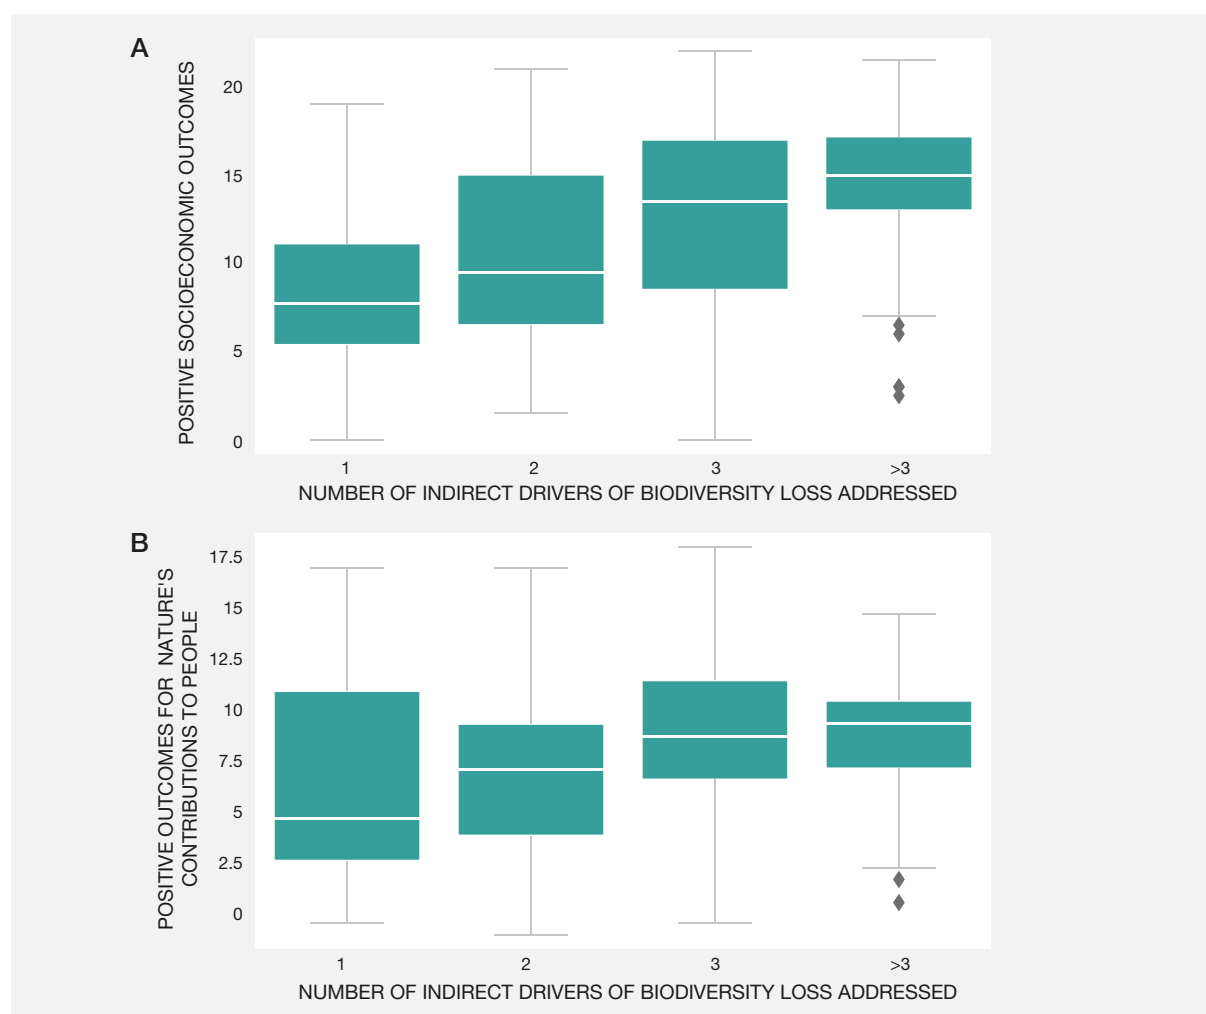 A
POSITIVE SOCIOECONOMIC OUTCOMES
20
15
10
5
0
1 2 3 >3
NUMBER OF INDIRECT DRIVERS OF BIODIVERSITY LOSS ADDRESSED
B
POSITIVE OUTCOMES FOR NATURE'S
CONTRIBUTIONS TO PEOPLE
17.5
15
12.5
10
7.5
5
2.5
0
1 2 3 >3
NUMBER OF INDIRECT DRIVERS OF BIODIVERSITY LOSS ADDRESSED